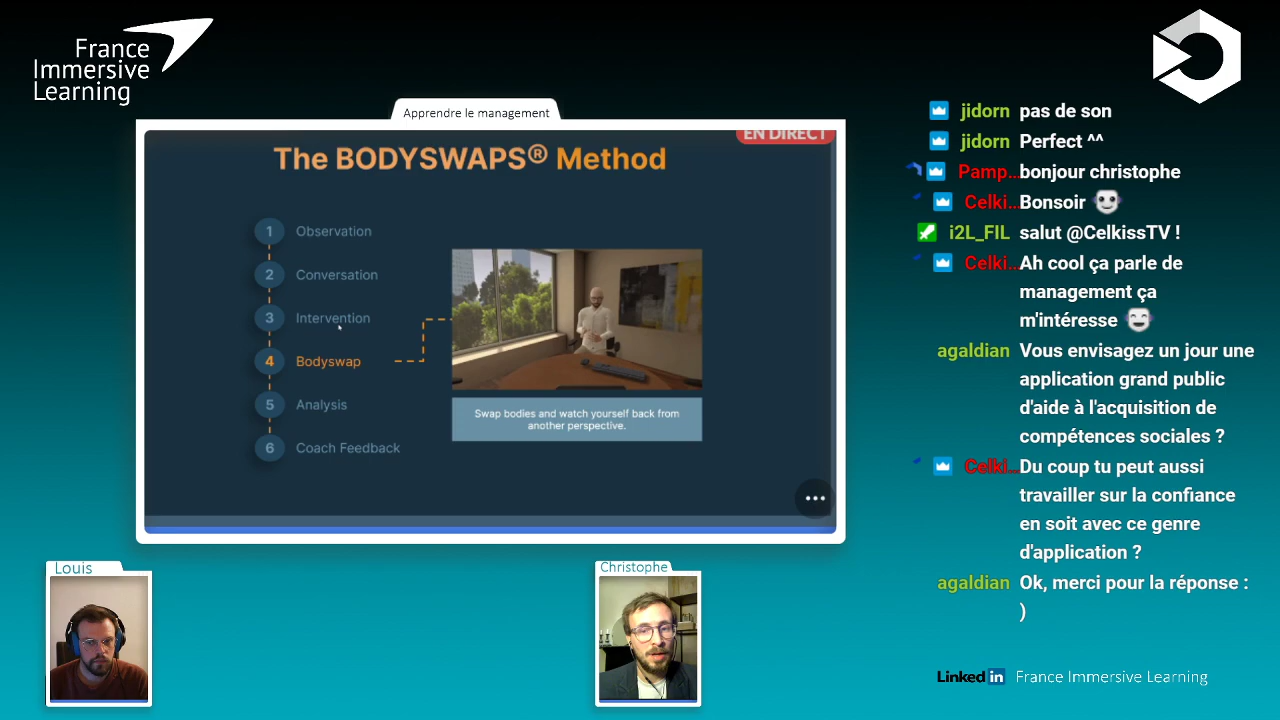 France
Immersive
Learning
Apprendre le management
EN DIRECT
The BODYSWAPS® Method
1 Observation
2 Conversation
3 Intervention
4 Bodyswap
5 Analysis
6 Coach Feedback
Swap bodies and watch yourself back from
another perspective.
Louis
Christophe
jidorn pas de son
jidorn Perfect ^^
Pamp... bonjour christophe
Celki... Bonsoir
i2L_FIL salut @CelkissTV !
Celki... Ah cool ça parle de
management ça
m'intéresse
agaldian Vous envisagez un jour une
application grand public
d'aide à l'acquisition de
compétences sociales ?
Celki... Du coup tu peut aussi
travailler sur la confiance
en soit avec ce genre
d'application ?
agaldian Ok, merci pour la réponse :
)
Linked in France Immersive Learning